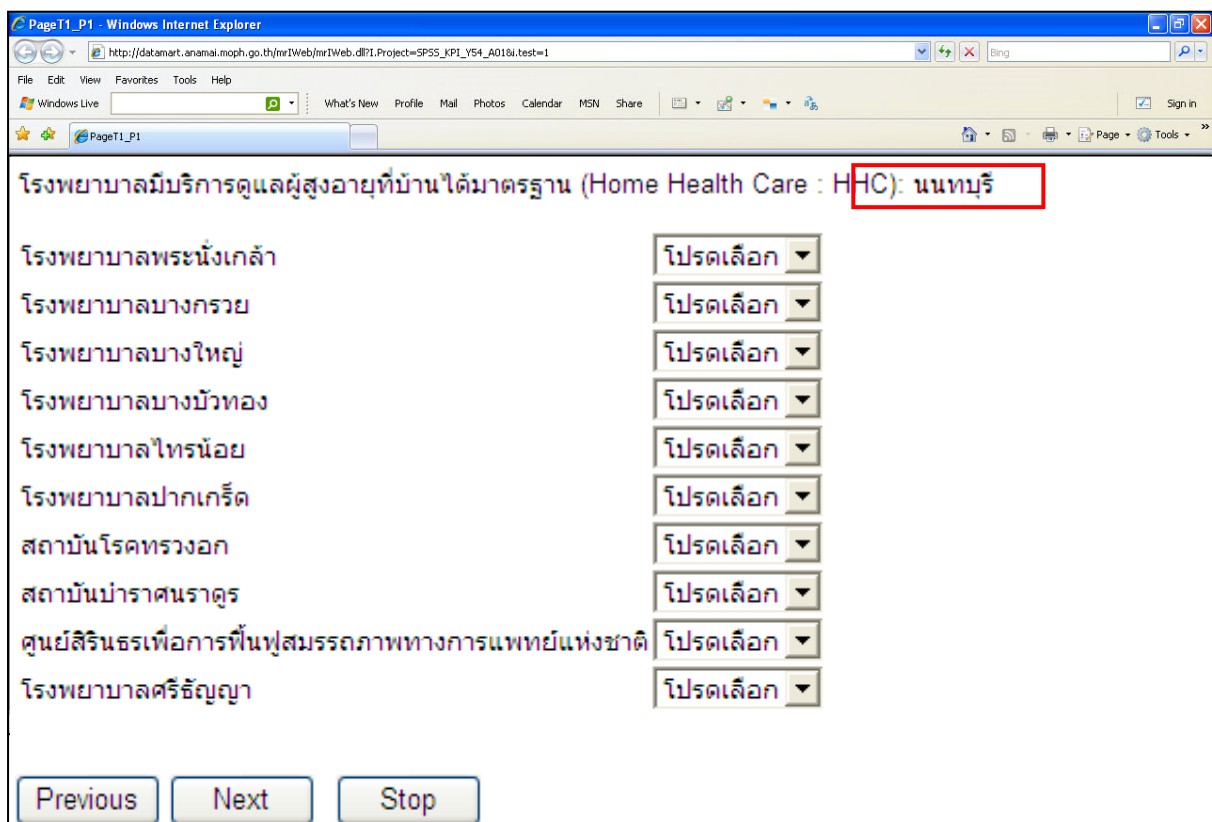 PageT1_P1 - Windows Internet Explorer
http://datamart.anamai.moph.go.th/mrIWeb/mrIWeb.dll?I.Project=SPSS_KPI_Y54_A01&i.test=1 Bing
File Edit View Favorites Tools Help
Windows Live What's New Profile Mail Photos Calendar MSN Share Sign in
PageT1_P1 Page Tools
โรงพยาบาลมีบริการดูแลผู้สูงอายุที่บ้านได้มาตรฐาน (Home Health Care : HHC): นนทบุรี
โรงพยาบาลพระนั่งเกล้า โปรดเลือก
โรงพยาบาลบางกรวย โปรดเลือก
โรงพยาบาลบางใหญ่ โปรดเลือก
โรงพยาบาลบางบัวทอง โปรดเลือก
โรงพยาบาลไทรน้อย โปรดเลือก
โรงพยาบาลปากเกร็ด โปรดเลือก
สถาบันโรคทรวงอก โปรดเลือก
สถาบันบำราศนราดูร โปรดเลือก
ศูนย์สิรินธรเพื่อการฟื้นฟูสมรรถภาพทางการแพทย์แห่งชาติ โปรดเลือก
โรงพยาบาลศรีธัญญา โปรดเลือก
Previous Next Stop